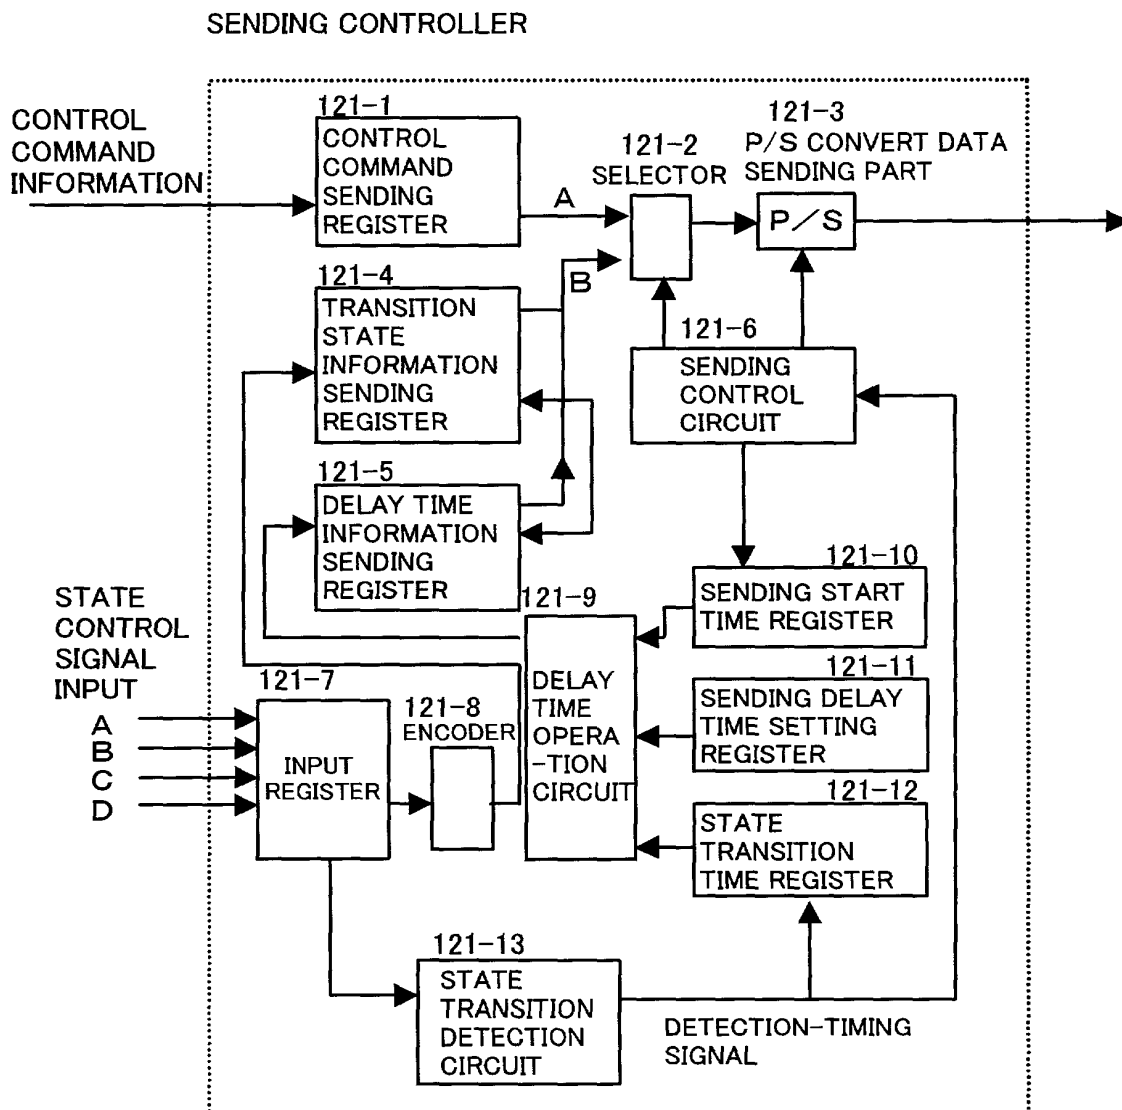 SENDING CONTROLLER
CONTROL
COMMAND
INFORMATION
121-1
CONTROL
COMMAND
SENDING
REGISTER
A
121-2
SELECTOR
121-3
P/S CONVERT DATA
SENDING PART
P/S
B
121-4
TRANSITION
STATE
INFORMATION
SENDING
REGISTER
121-6
SENDING
CONTROL
CIRCUIT
121-5
DELAY TIME
INFORMATION
SENDING
REGISTER
121-10
SENDING START
TIME REGISTER
121-9
DELAY
TIME
OPERA
-TION
CIRCUIT
121-11
SENDING DELAY
TIME SETTING
REGISTER
121-12
STATE
TRANSITION
TIME REGISTER
STATE
CONTROL
SIGNAL
INPUT
A
B
C
D
121-7
INPUT
REGISTER
121-8
ENCODER
121-13
STATE
TRANSITION
DETECTION
CIRCUIT
DETECTION-TIMING
SIGNAL